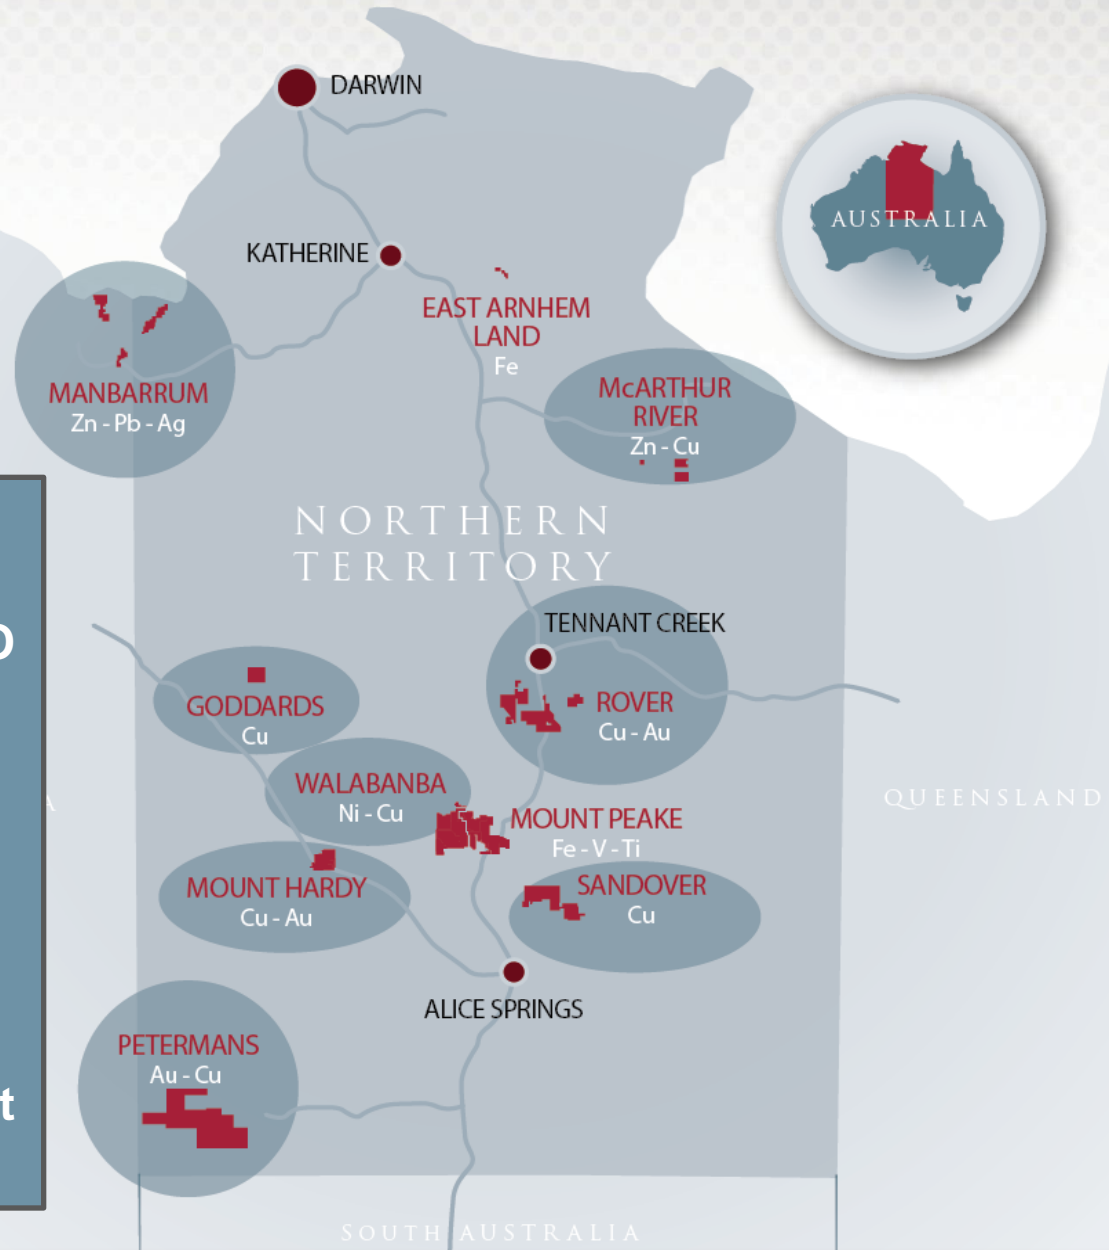 DARWIN
KATHERINE
AUSTRALIA
EAST ARNHEM
LAND
Fe
MANBARRUM
Zn - Pb - Ag
McARTHUR
RIVER
Zn - Cu
NORTHERN
TERRITORY
TENNANT CREEK
GODDARDS
Cu
ROVER
Cu - Au
WALABANBA
Ni - Cu
QUEENSLAND
MOUNT PEAKE
Fe - V - Ti
MOUNT HARDY
Cu - Au
SANDOVER
Cu
ALICE SPRINGS
PETERMANS
Au - Cu
SOUTH AUSTRALIA